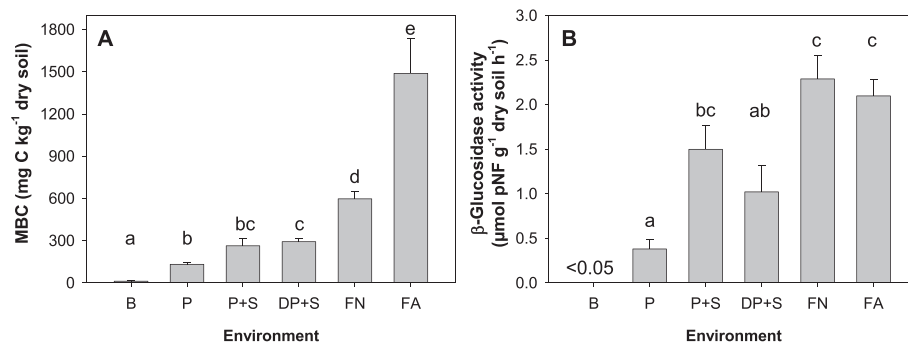 A
MBC (mg C kg⁻¹ dry soil)
1800
1500
1200
900
600
300
0
a
b
bc
c
d
e
B P P+S DP+S FN FA
Environment
B
β-Glucosidase activity
(µmol pNF g⁻¹ dry soil h⁻¹)
3.0
2.5
2.0
1.5
1.0
0.5
0.0
<0.05
a
bc
ab
c
c
B P P+S DP+S FN FA
Environment